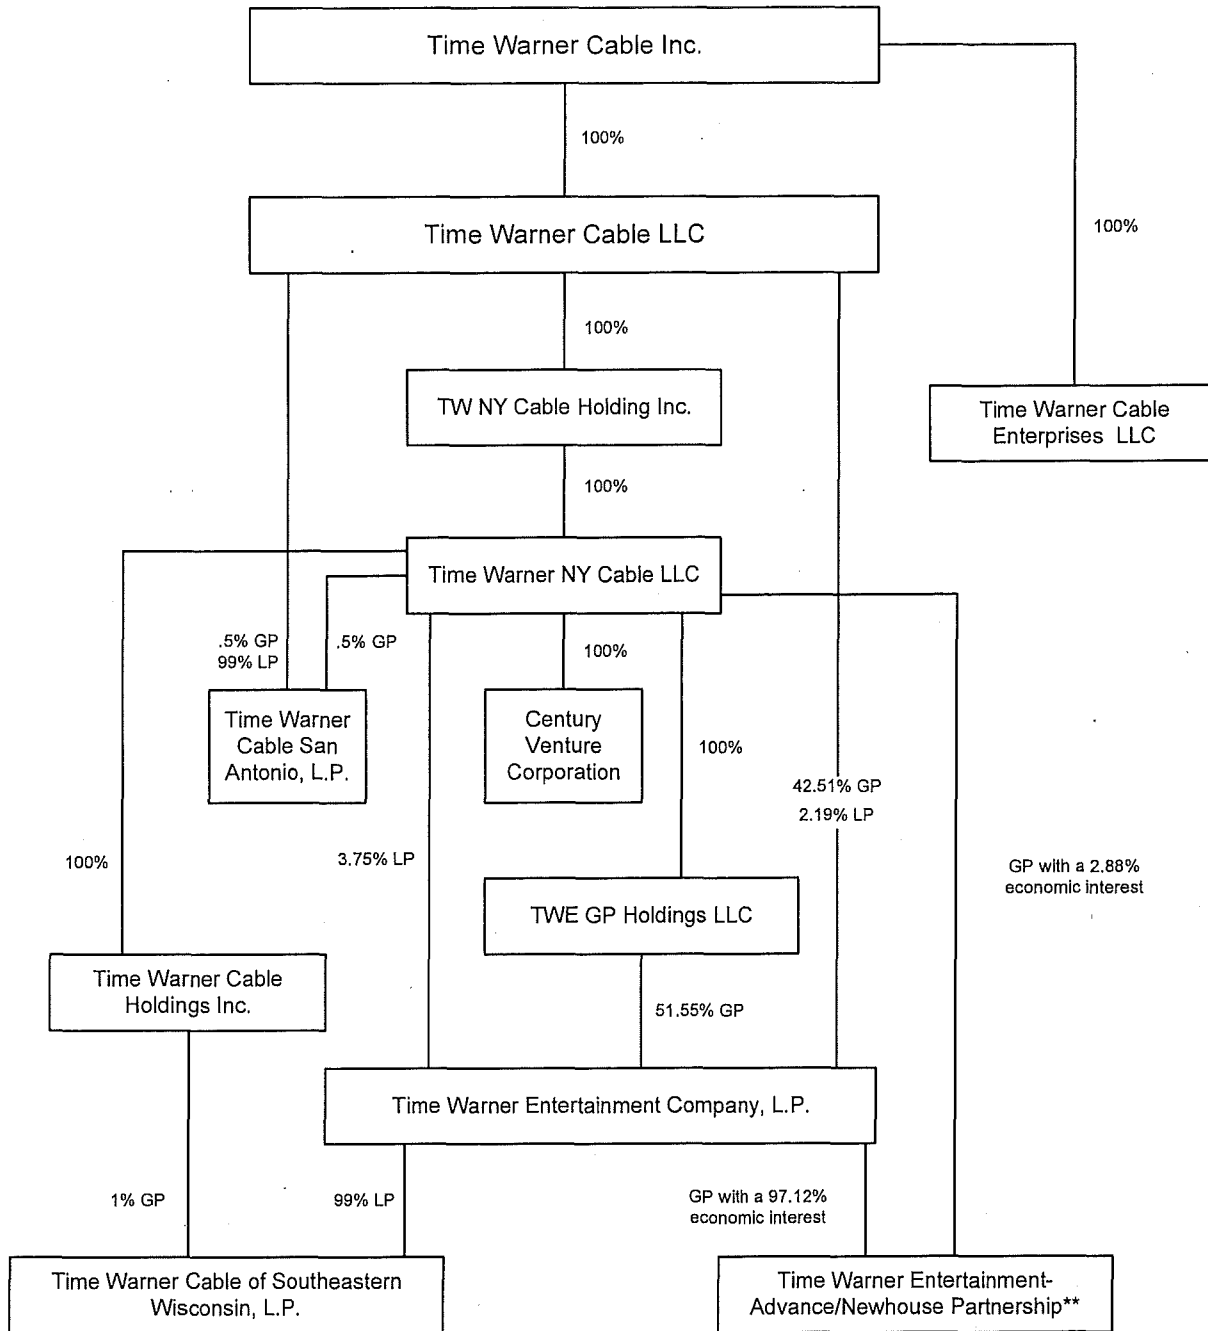 Time Warner Cable Inc.
100%
100%
Time Warner Cable LLC
100%
TW NY Cable Holding Inc.
Time Warner Cable
Enterprises LLC
100%
Time Warner NY Cable LLC
.5% GP
99% LP
.5% GP
100%
Time Warner
Cable San
Antonio, L.P.
Century
Venture
Corporation
100%
42.51% GP
2.19% LP
100%
3.75% LP
GP with a 2.88%
economic interest
TWE GP Holdings LLC
Time Warner Cable
Holdings Inc.
51.55% GP
Time Warner Entertainment Company, L.P.
1% GP
99% LP
GP with a 97.12%
economic interest
Time Warner Cable of Southeastern
Wisconsin, L.P.
Time Warner Entertainment-
Advance/Newhouse Partnership**